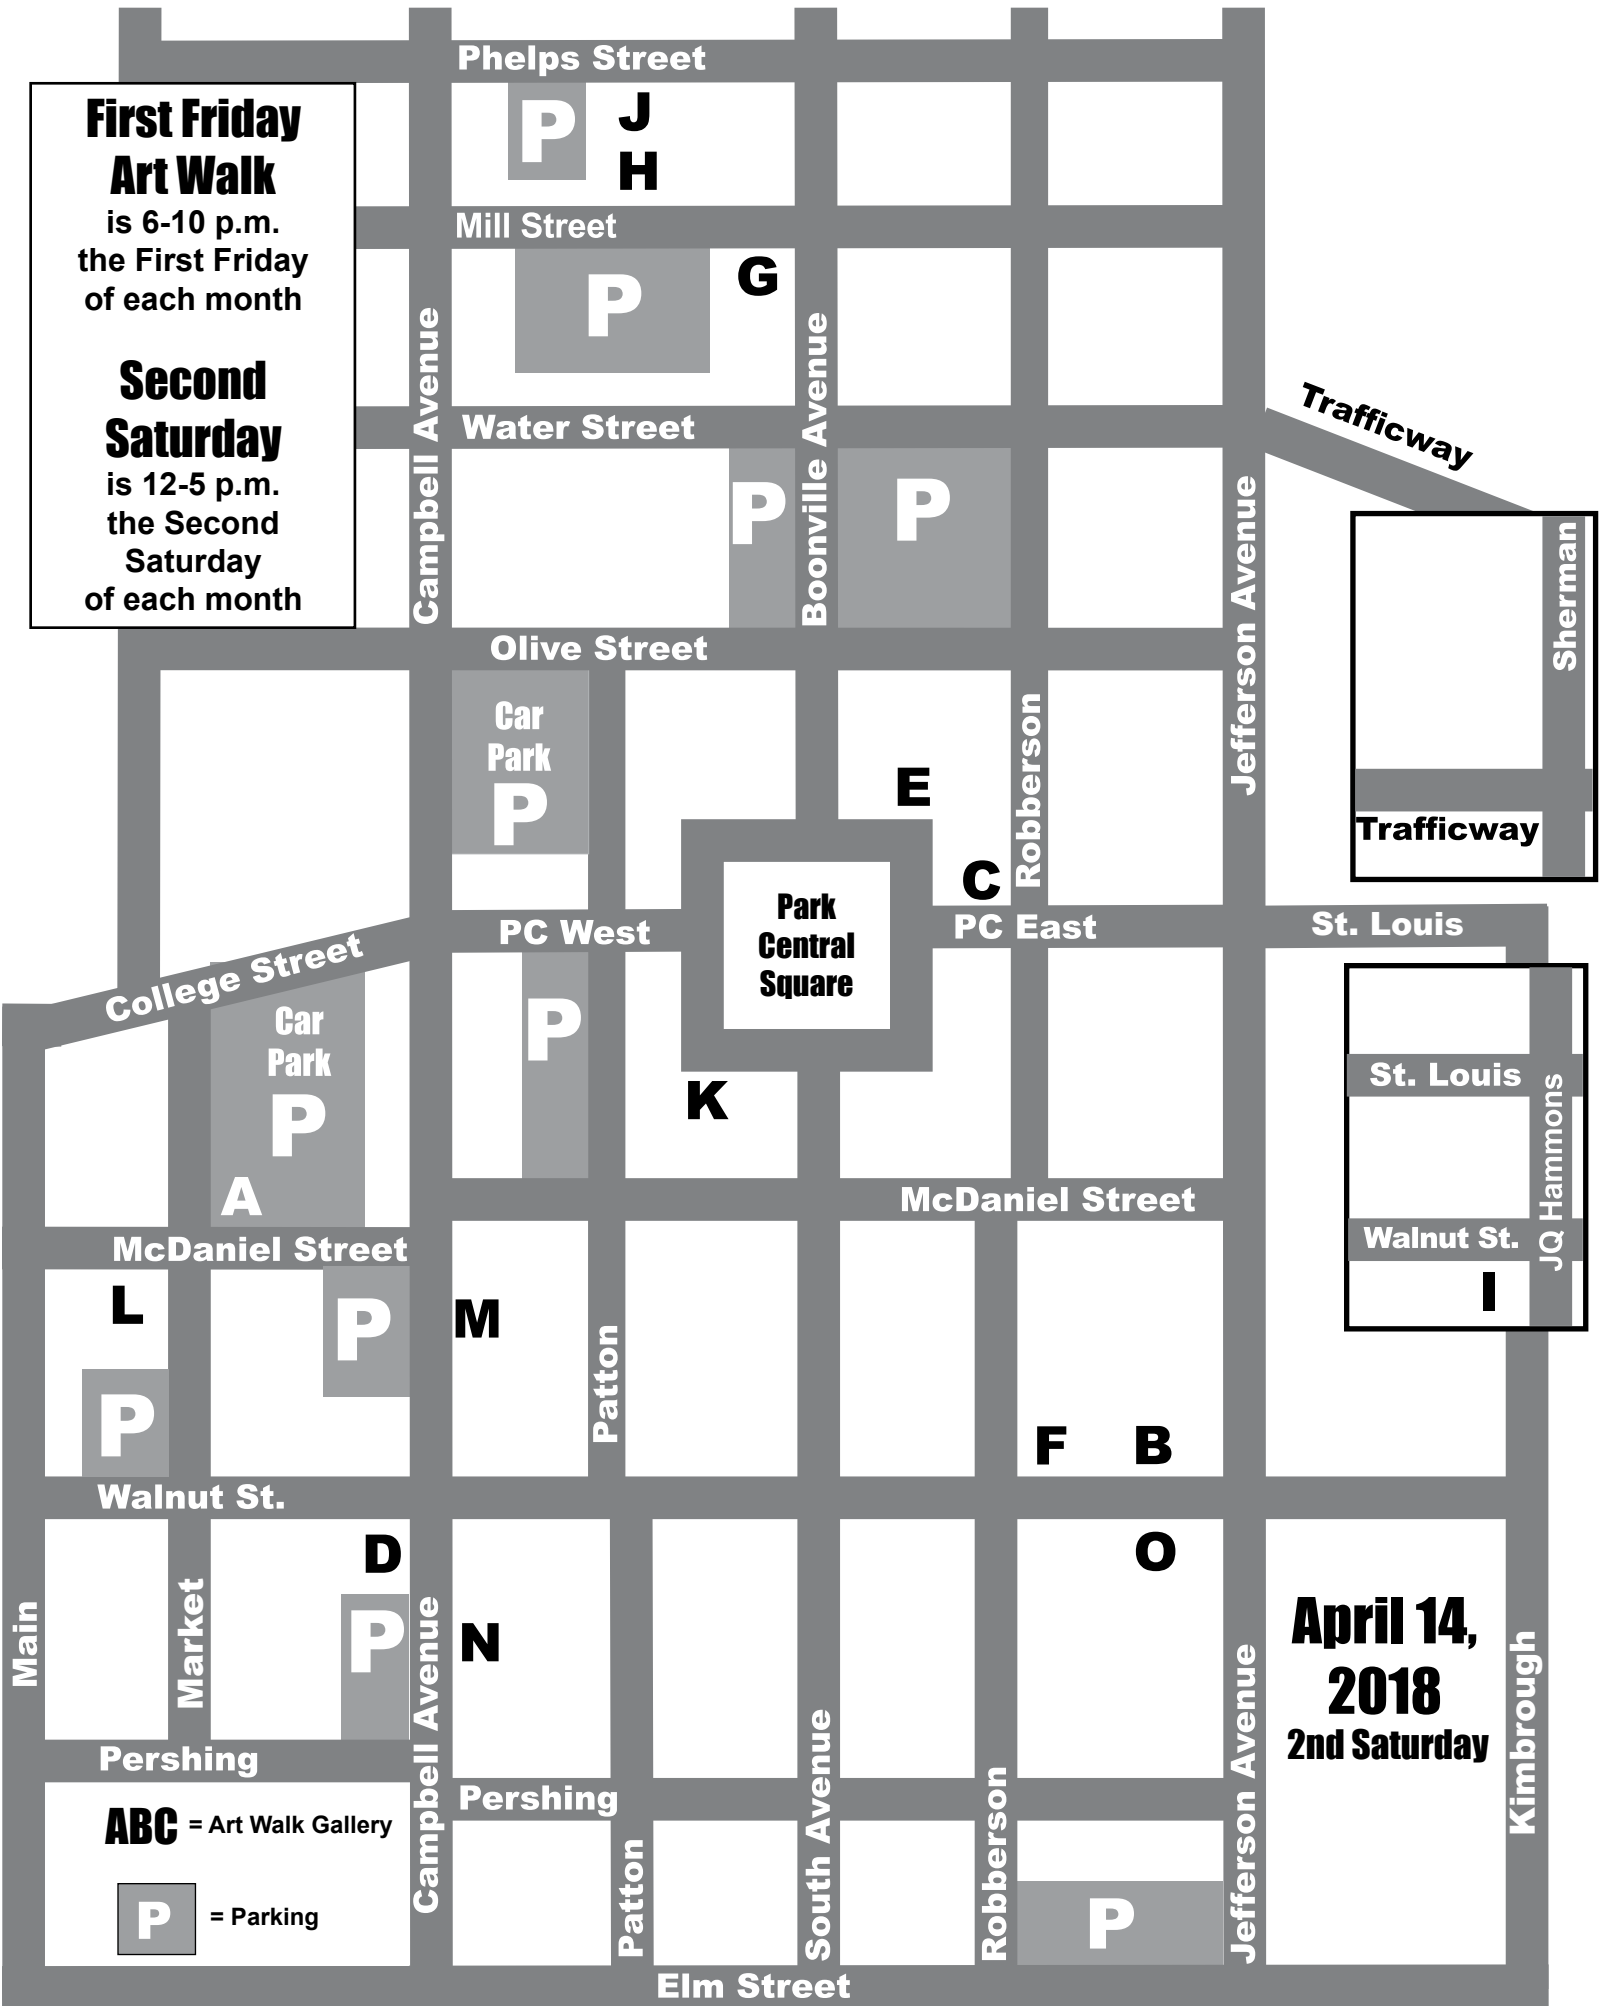 Phelps Street
First Friday
Art Walk
is 6-10 p.m.
the First Friday
of each month
Second
Saturday
is 12-5 p.m.
the Second
Saturday
of each month
P
J
H
Mill Street
P
G
Campbell Avenue
Boonville Avenue
Water Street
Trafficway
P
P
Jefferson Avenue
Sherman
Trafficway
Olive Street
Car
Park
P
E
Robberson
C
Park
Central
Square
PC West
PC East
St. Louis
College Street
Car
Park
P
A
P
K
St. Louis
JQ Hammons
Walnut St.
I
McDaniel Street
McDaniel Street
L
P
M
P
Patton
F
B
Walnut St.
D
O
P
N
Main
Market
Campbell Avenue
April 14,
2018
2nd Saturday
Kimbrough
Pershing
Pershing
ABC = Art Walk Gallery
P = Parking
Patton
South Avenue
Robberson
P
Jefferson Avenue
Elm Street